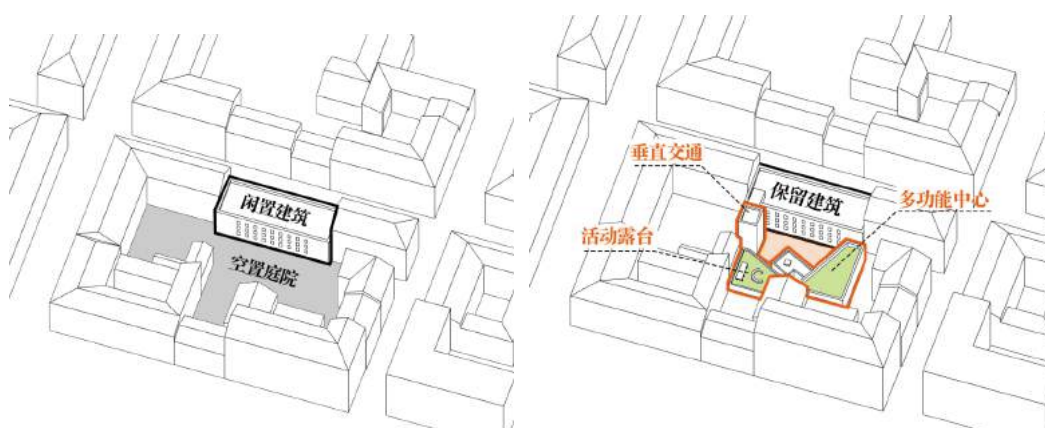 闲置建筑
空置庭院
垂直交通
保留建筑
多功能中心
活动露台